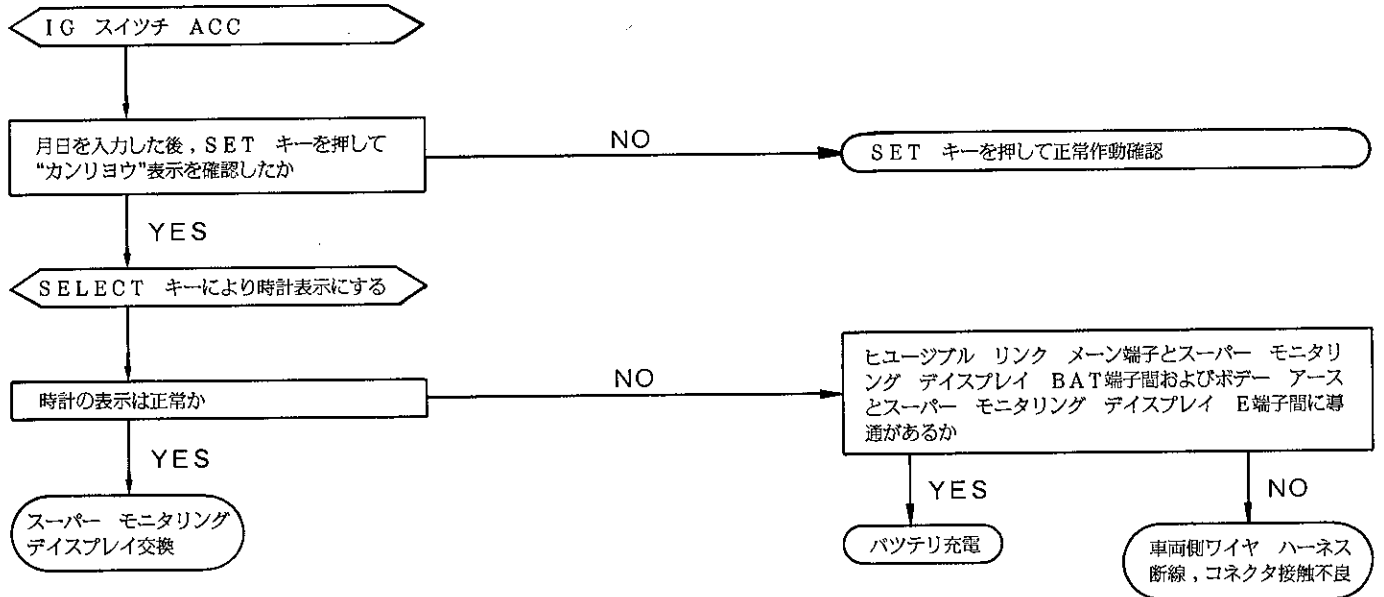 IG スイツチ ACC
月日を入力した後,SET キーを押して
“カンリヨウ”表示を確認したか
NO
SET キーを押して正常作動確認
YES
SELECT キーにより時計表示にする
時計の表示は正常か
NO
ヒユージブル リンク メーン端子とスーパー モニタリ
ング デイスプレイ BAT端子間およびボデー アース
とスーパー モニタリング デイスプレイ E端子間に導
通があるか
YES
スーパー モニタリング
デイスプレイ交換
YES
バツテリ充電
NO
車両側ワイヤ ハーネス
断線,コネクタ接触不良